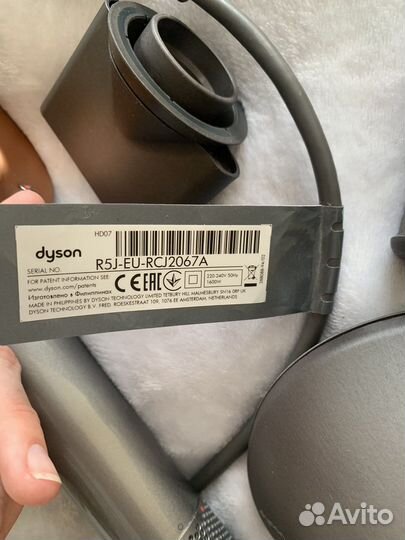 HD07
dyson
R5J-EU-RCJ2067A
SERIAL NO.
FOR PATENT INFORMATION SEE:
www.dyson.com/patents
Изготовлено в Филиппинах
CE EAC
220-240V 50Hz
1600W
MADE IN PHILIPPINES BY DYSON TECHNOLOGY LIMITED TETBURY HILL MALMESBURY SN16 0RP UK
DYSON TECHNOLOGY B.V. FRED. ROESKESTRAAT 109, 1076 EE AMSTERDAM, NETHERLANDS
Avito